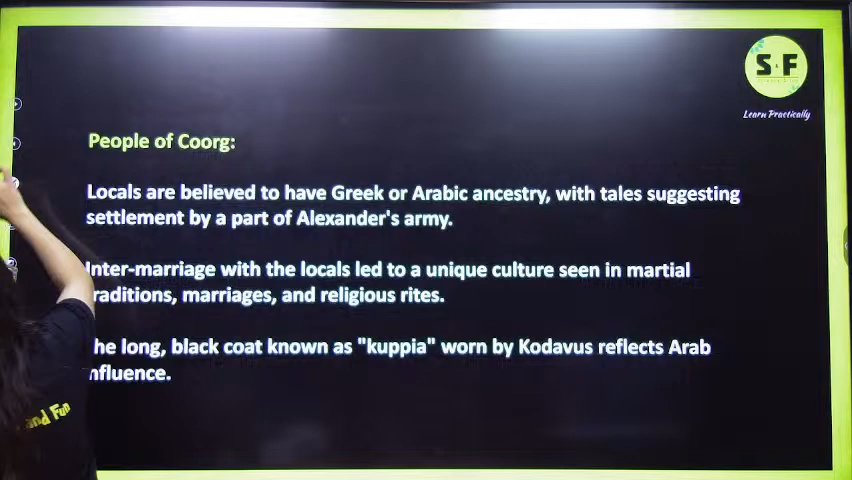 S&F
Learn Practically
People of Coorg:
Locals are believed to have Greek or Arabic ancestry, with tales suggesting
settlement by a part of Alexander's army.
Inter-marriage with the locals led to a unique culture seen in martial
raditions, marriages, and religious rites.
he long, black coat known as "kuppia" worn by Kodavus reflects Arab
nfluence.
and Fun